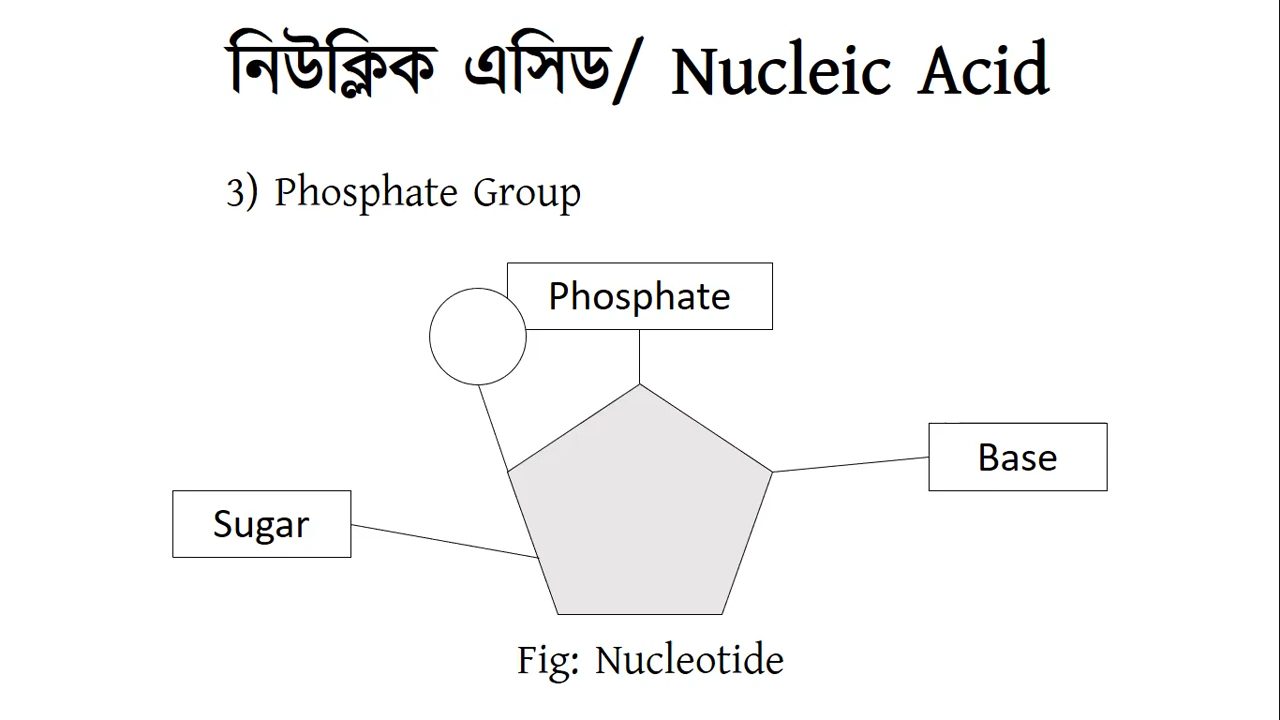 নিউক্লিক এসিড/ Nucleic Acid
3) Phosphate Group
Phosphate
Base
Sugar
Fig: Nucleotide